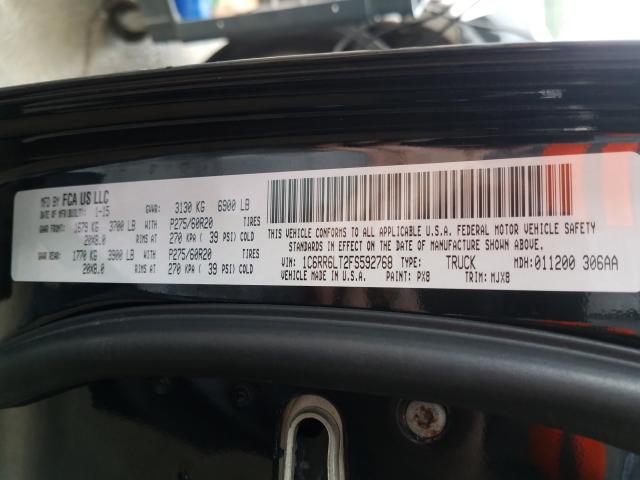 MFD BY FCA US LLC
DATE OF MFR(BUILT): 1-15 GVWR: 3130 KG 6900 LB
GAWR FRONT: 1679 KG 3700 LB WITH P275/60R20 TIRES
20X8.0 RIMS AT 270 KPA ( 39 PSI) COLD
GAWR REAR: 1770 KG 3900 LB WITH P275/60R20 TIRES
20X8.0 RIMS AT 270 KPA ( 39 PSI) COLD
THIS VEHICLE CONFORMS TO ALL APPLICABLE U.S.A. FEDERAL MOTOR VEHICLE SAFETY
STANDARDS IN EFFECT ON THE DATE OF MANUFACTURE SHOWN ABOVE.
VIN: 1C6RR6LT2FS592768 TYPE: TRUCK MDH: 011200 306AA
VEHICLE MADE IN U.S.A. PAINT: PX8 TRIM: MJX8